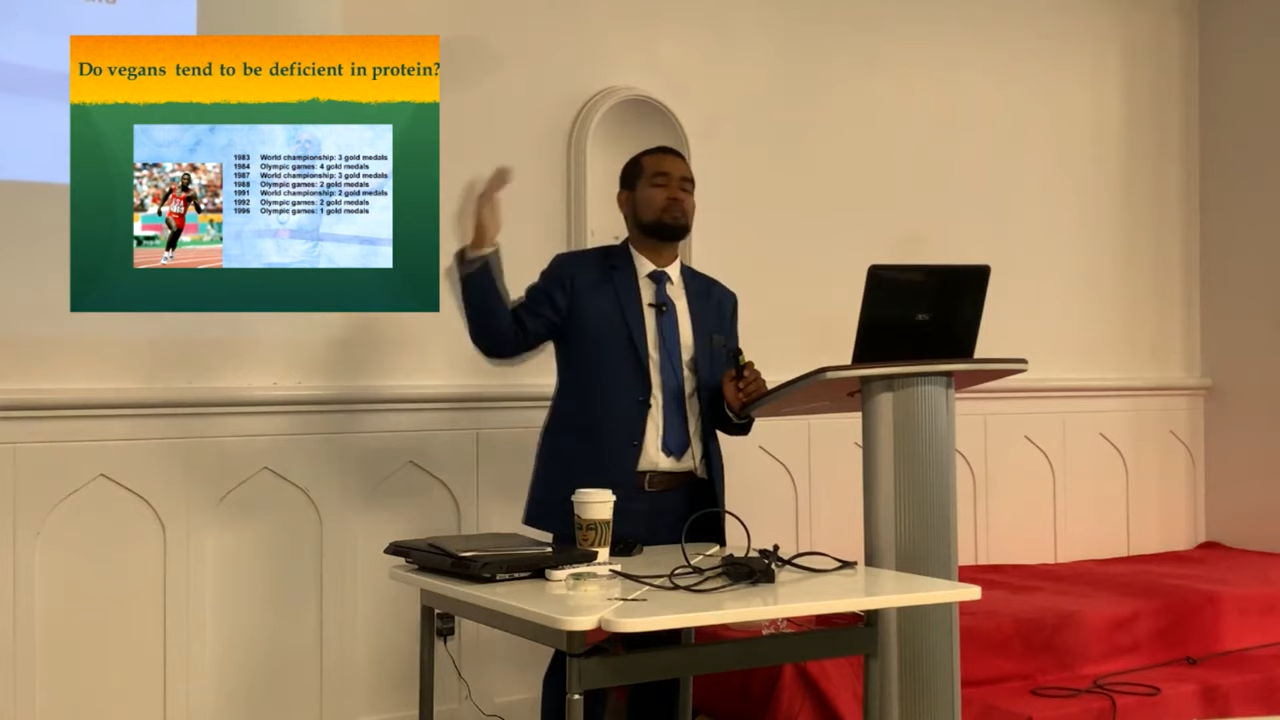 Do vegans tend to be deficient in protein?
1983 World championship: 3 gold medals
1984 Olympic games: 4 gold medals
1987 World championship: 3 gold medals
1988 Olympic games: 2 gold medals
1991 World championship: 2 gold medals
1992 Olympic games: 2 gold medals
1996 Olympic games: 1 gold medals
acer